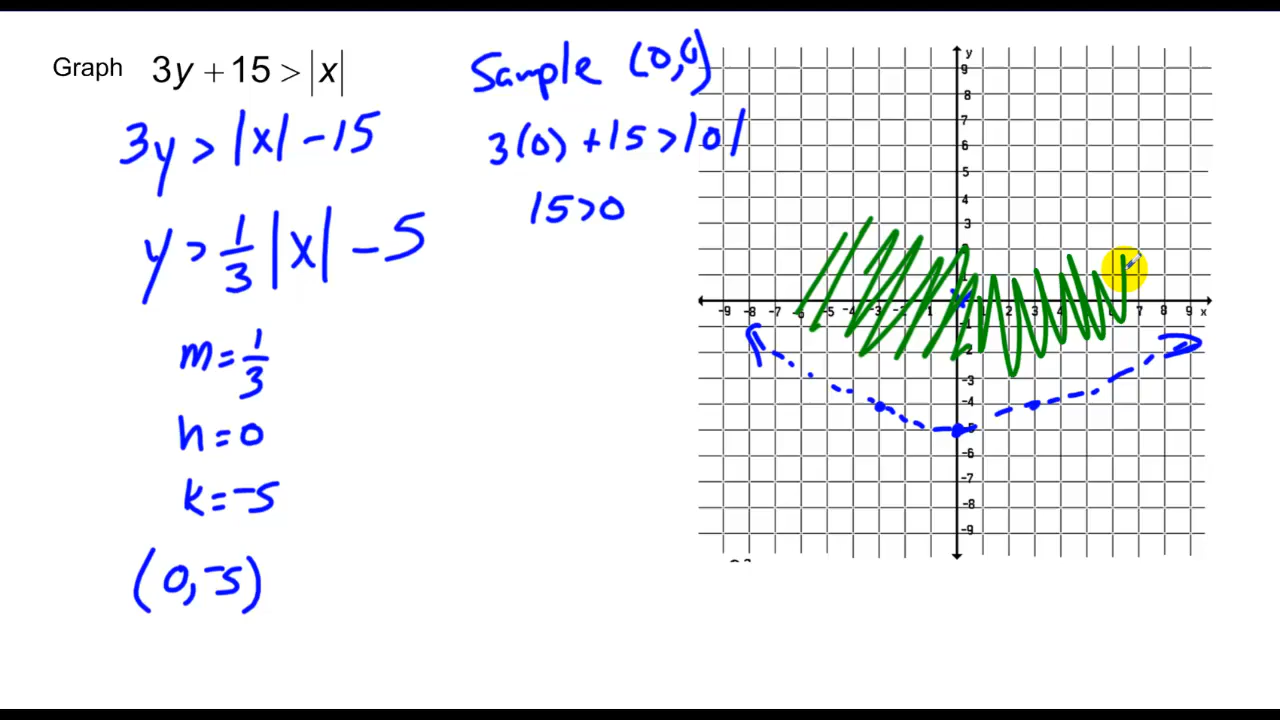 Graph 3y + 15 > |x|
3y > |x| - 15
y > 1/3 |x| - 5
m = 1/3
h = 0
k = -5
(0, -5)
Sample (0,0)
3(0) + 15 > |0|
15 > 0
y
9
8
7
6
5
4
3
2
1
-9 -8 -7 -6 -5 -4 -3 -2 1 1 2 3 4 6 7 8 9 x
-1
-2
-3
-4
-5
-6
-7
-8
-9